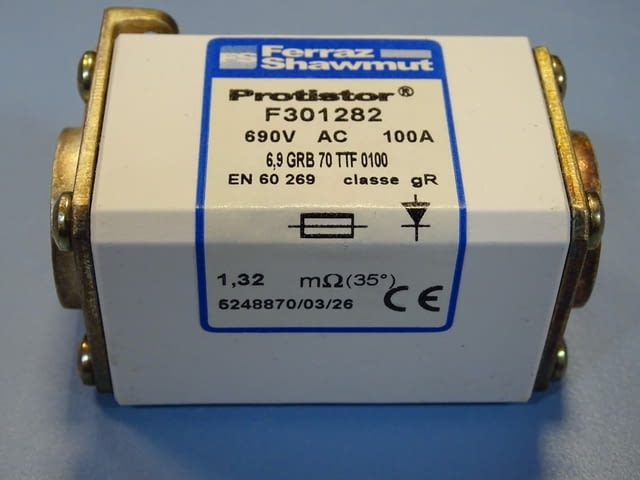 FS Ferraz Shawmut
Protistor®
F301282
690V AC 100A
6,9 GRB 70 TTF 0100
EN 60 269 classe gR
1,32 mΩ(35°)
6248870/03/26 CE